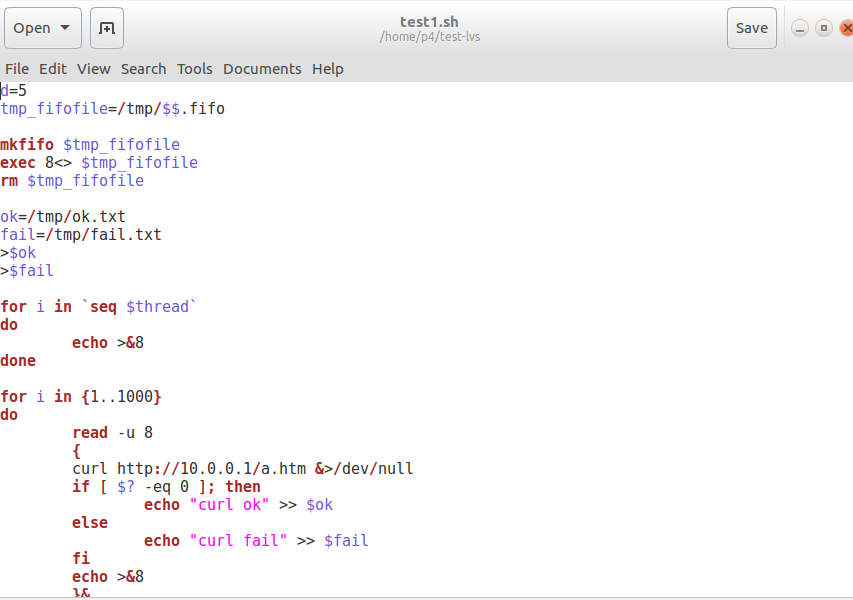 Open
test1.sh
/home/p4/test-lvs
Save
File Edit View Search Tools Documents Help
d=5
tmp_fifofile=/tmp/$$.fifo
mkfifo $tmp_fifofile
exec 8<> $tmp_fifofile
rm $tmp_fifofile
ok=/tmp/ok.txt
fail=/tmp/fail.txt
>$ok
>$fail
for i in `seq $thread`
do
echo >&8
done
for i in {1..1000}
do
read -u 8
{
curl http://10.0.0.1/a.htm &>/dev/null
if [ $? -eq 0 ]; then
echo "curl ok" >> $ok
else
echo "curl fail" >> $fail
fi
echo >&8
}&